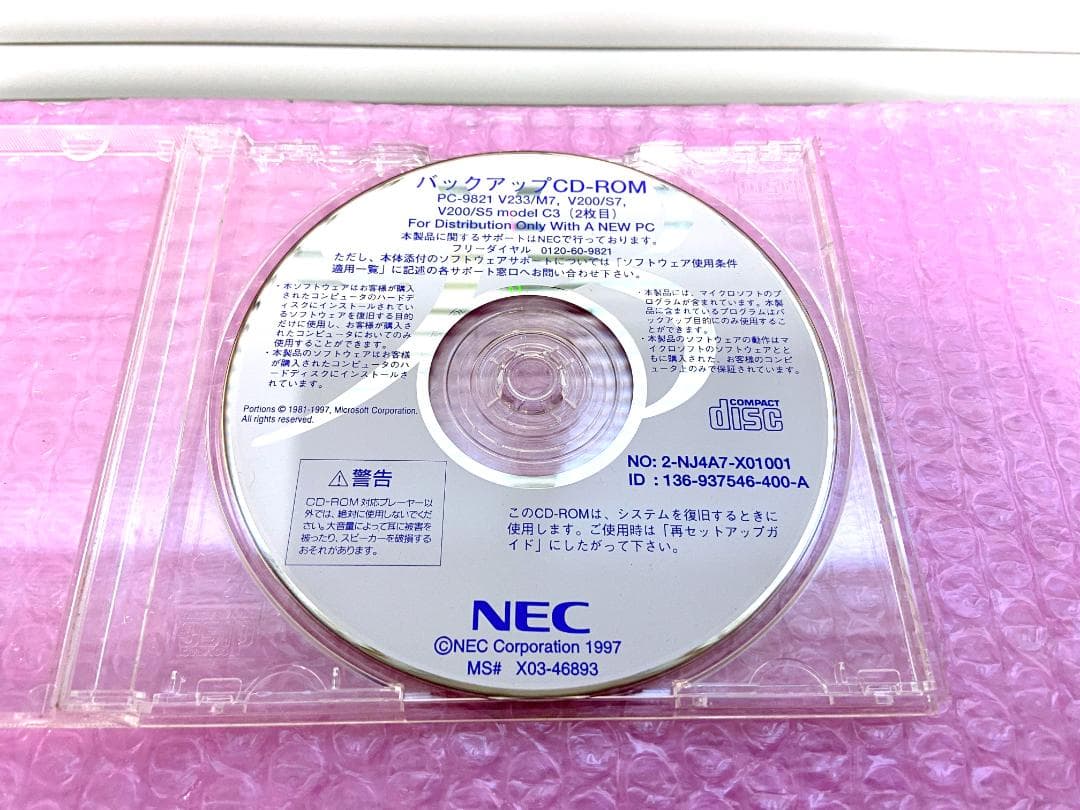 バックアップCD-ROM
PC-9821 V233/M7, V200/S7,
V200/S5 model C3 (2枚目)
For Distribution Only With A NEW PC
本製品に関するサポートはNECで行っております。
フリーダイヤル 0120-60-9821
ただし、本体添付のソフトウェアサポートについては「ソフトウェア使用条件
適用一覧」に記述の各サポート窓口へお問い合わせ下さい。
・本ソフトウェアはお客様が購入さ
れたコンピュータのハードデ
ィスクにインストールされてい
るソフトウェアを復旧する目的
だけに使用し、お客様が購入さ
れたコンピュータにおいてのみ
使用することができます。
・本製品のソフトウェアはお客様
が購入されたコンピュータのハ
ードディスクにインストールさ
れています。
・本製品には、マイクロソフトのプ
ログラムが含まれています。本製
品に含まれているプログラムはバ
ックアップ目的にのみ使用するこ
とができます。
・本製品のソフトウェアの動作はマ
イクロソフトのソフトウェアとと
もに購入された、お客様のコンピ
ュータ上のみで保証されています。
Portions © 1981-1997, Microsoft Corporation.
All rights reserved.
COMPACT
disc
NO: 2-NJ4A7-X01001
ID : 136-937546-400-A
⚠警告
CD-ROM対応プレーヤー以
外では、絶対に使用しないでくだ
さい。大音量によって耳に被害を
被ったり、スピーカーを破損する
おそれがあります。
このCD-ROMは、システムを復旧するときに
使用します。ご使用時は「再セットアップガ
イド」にしたがって下さい。
NEC
©NEC Corporation 1997
MS# X03-46893